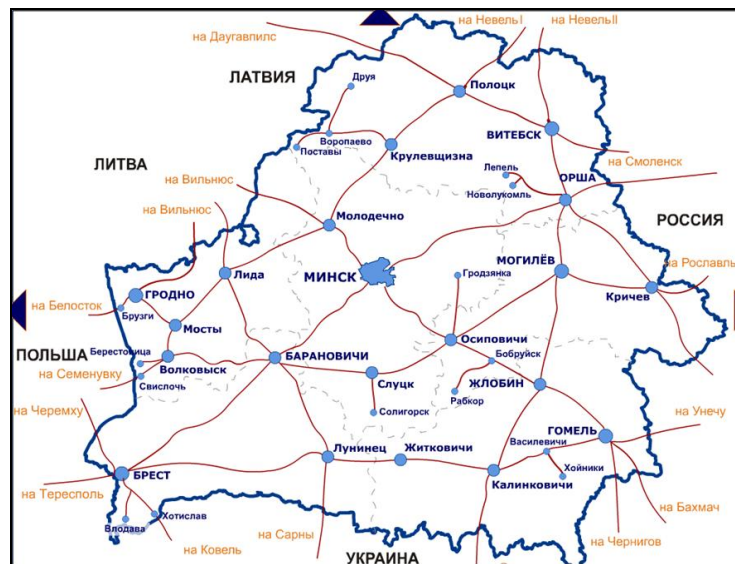 на Невель I
на Невель II
на Даугавпилс
ЛАТВИЯ
Друя
Полоцк
ВИТЕБСК
Воропаево
Поставы
Крулевщизна
ЛИТВА
на Смоленск
Лепель
ОРША
на Вильнюс
Новолукомль
на Вильнюс
Молодечно
РОССИЯ
МОГИЛЁВ
на Рославль
МИНСК
Гродзянка
Лида
ГРОДНО
Кричев
на Белосток
Брузги
Мосты
Осиповичи
ПОЛЬША
Берестовица
Волковыск
БАРАНОВИЧИ
Бобруйск
на Семенувку
Свислочь
Слуцк
ЖЛОБИН
Рабкор
на Черемху
Солигорск
на Унечу
ГОМЕЛЬ
Василевичи
Лунинец
Житковичи
Хойники
БРЕСТ
Калинковичи
на Тересполь
на Бахмач
Хотислав
Влодава
на Сарны
на Чернигов
на Ковель
УКРАИНА